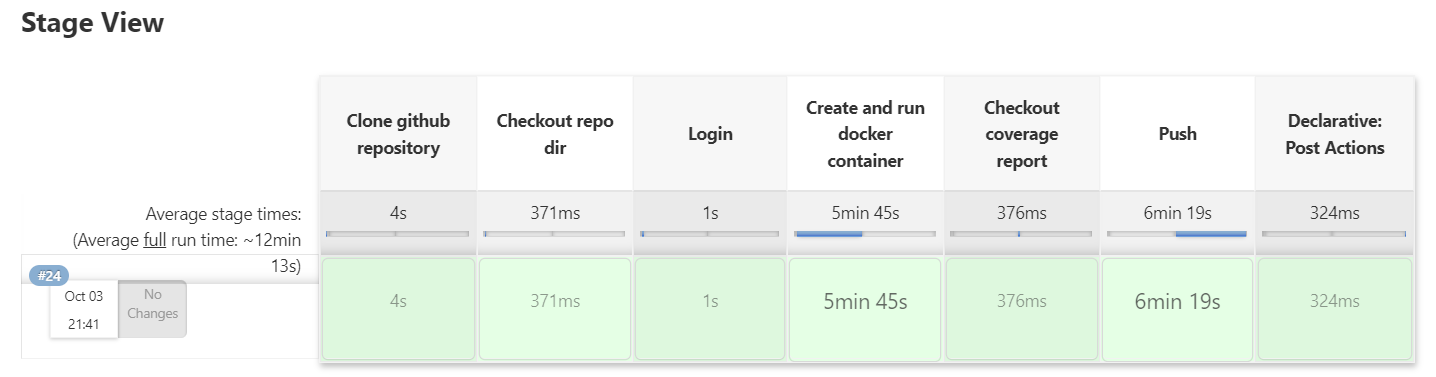 Stage View
Clone github
repository
Checkout repo
dir
Login
Create and run
docker
container
Checkout
coverage
report
Push
Declarative:
Post Actions
Average stage times:
(Average full run time: ~12min
13s)
4s
371ms
1s
5min 45s
376ms
6min 19s
324ms
#24
Oct 03
21:41
No
Changes
4s
371ms
1s
5min 45s
376ms
6min 19s
324ms